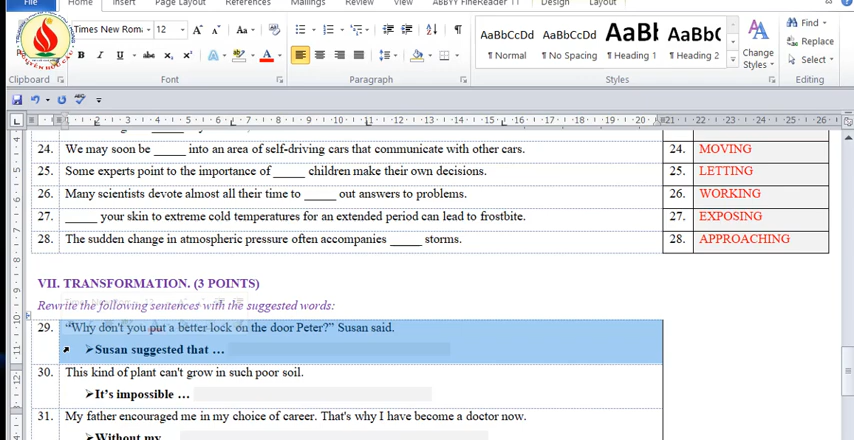 File Home Insert Page Layout References Mailings Review View ABBYY FineReader 11 Design Layout
Times New Rom 12 Aa
B I U abc x₂ x² A A
AaBbCcDd AaBbCcDd AaBb AaBbC
¶ Normal ¶ No Spacing ¶ Heading 1 ¶ Heading 2
Change Styles
Find
Replace
Select
Clipboard Font Paragraph Styles Editing
24. We may soon be _____ into an area of self-driving cars that communicate with other cars. 24. MOVING
25. Some experts point to the importance of _____ children make their own decisions. 25. LETTING
26. Many scientists devote almost all their time to _____ out answers to problems. 26. WORKING
27. _____ your skin to extreme cold temperatures for an extended period can lead to frostbite. 27. EXPOSING
28. The sudden change in atmospheric pressure often accompanies _____ storms. 28. APPROACHING
VII. TRANSFORMATION. (3 POINTS)
Rewrite the following sentences with the suggested words:
29. “Why don't you put a better lock on the door Peter?” Susan said.
➢Susan suggested that …
30. This kind of plant can't grow in such poor soil.
➢It’s impossible …
31. My father encouraged me in my choice of career. That's why I have become a doctor now.
➢Without my …